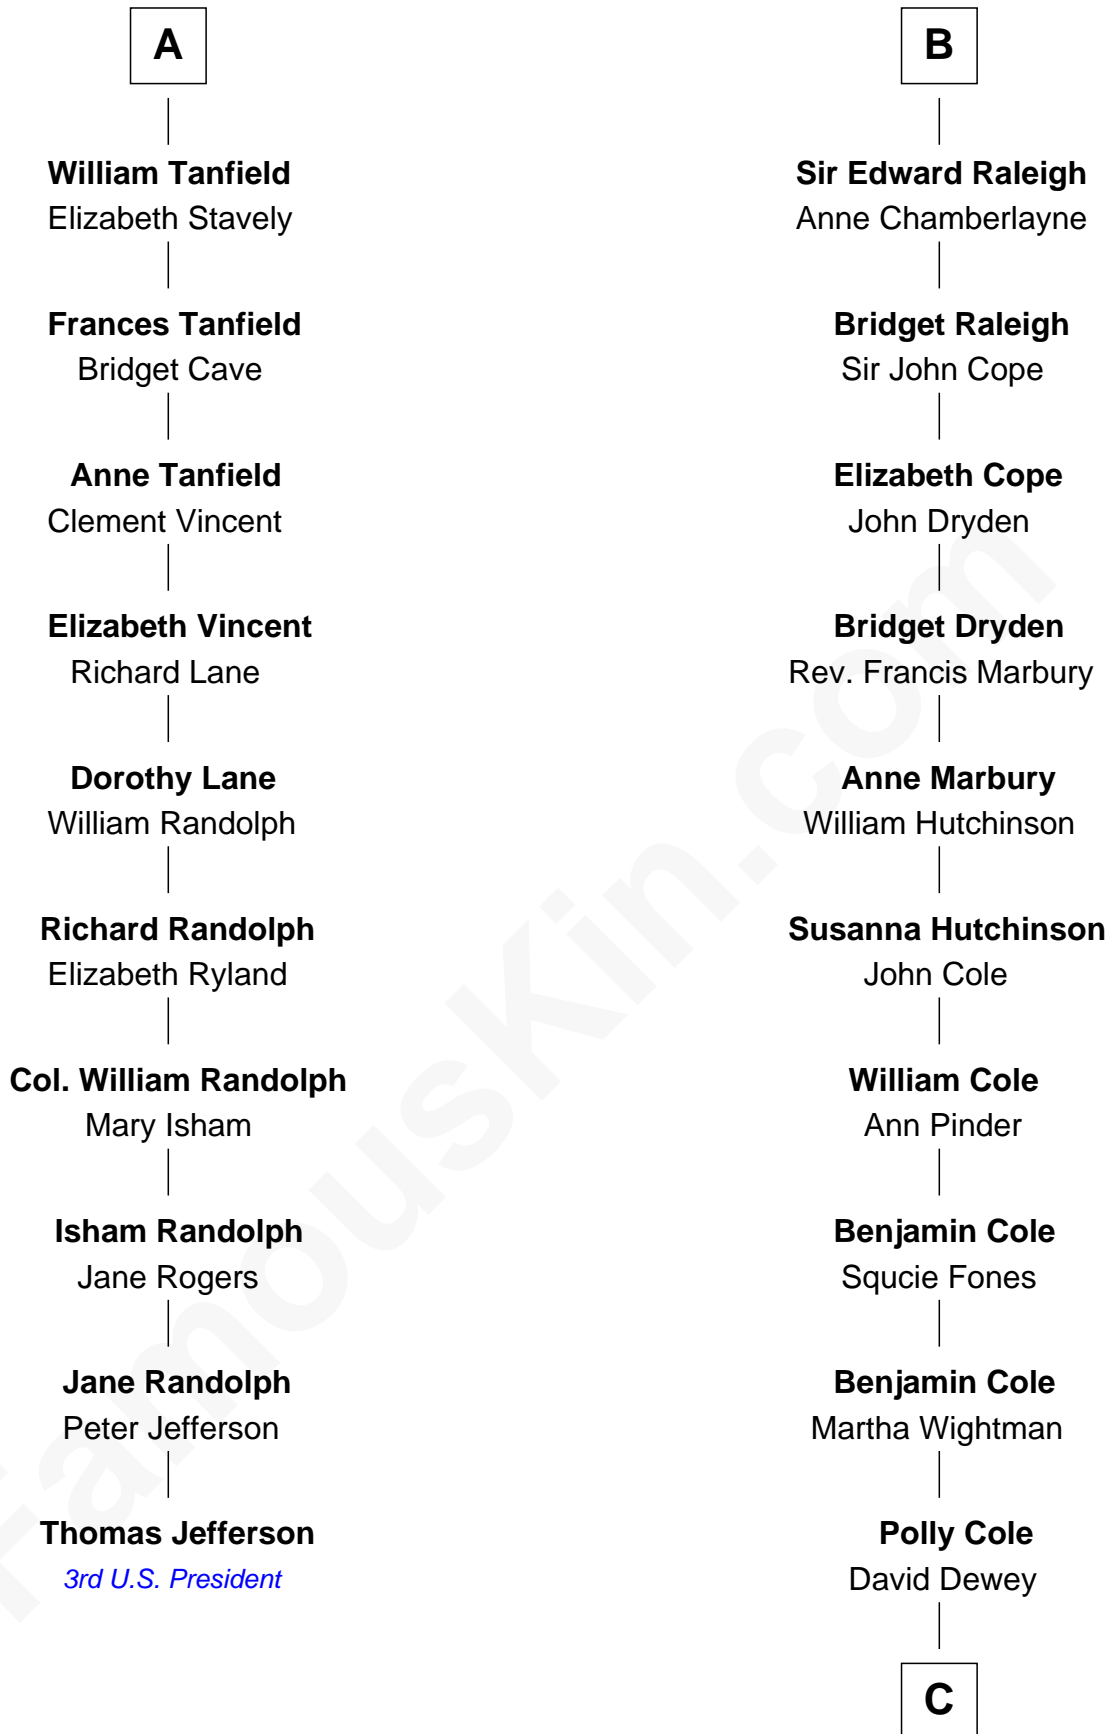 A
William Tanfield
Elizabeth Stavely
Frances Tanfield
Bridget Cave
Anne Tanfield
Clement Vincent
Elizabeth Vincent
Richard Lane
Dorothy Lane
William Randolph
Richard Randolph
Elizabeth Ryland
Col. William Randolph
Mary Isham
Isham Randolph
Jane Rogers
Jane Randolph
Peter Jefferson
Thomas Jefferson
3rd U.S. President
B
Sir Edward Raleigh
Anne Chamberlayne
Bridget Raleigh
Sir John Cope
Elizabeth Cope
John Dryden
Bridget Dryden
Rev. Francis Marbury
Anne Marbury
William Hutchinson
Susanna Hutchinson
John Cole
William Cole
Ann Pinder
Benjamin Cole
Squcie Fones
Benjamin Cole
Martha Wightman
Polly Cole
David Dewey
C
FamousKin.com